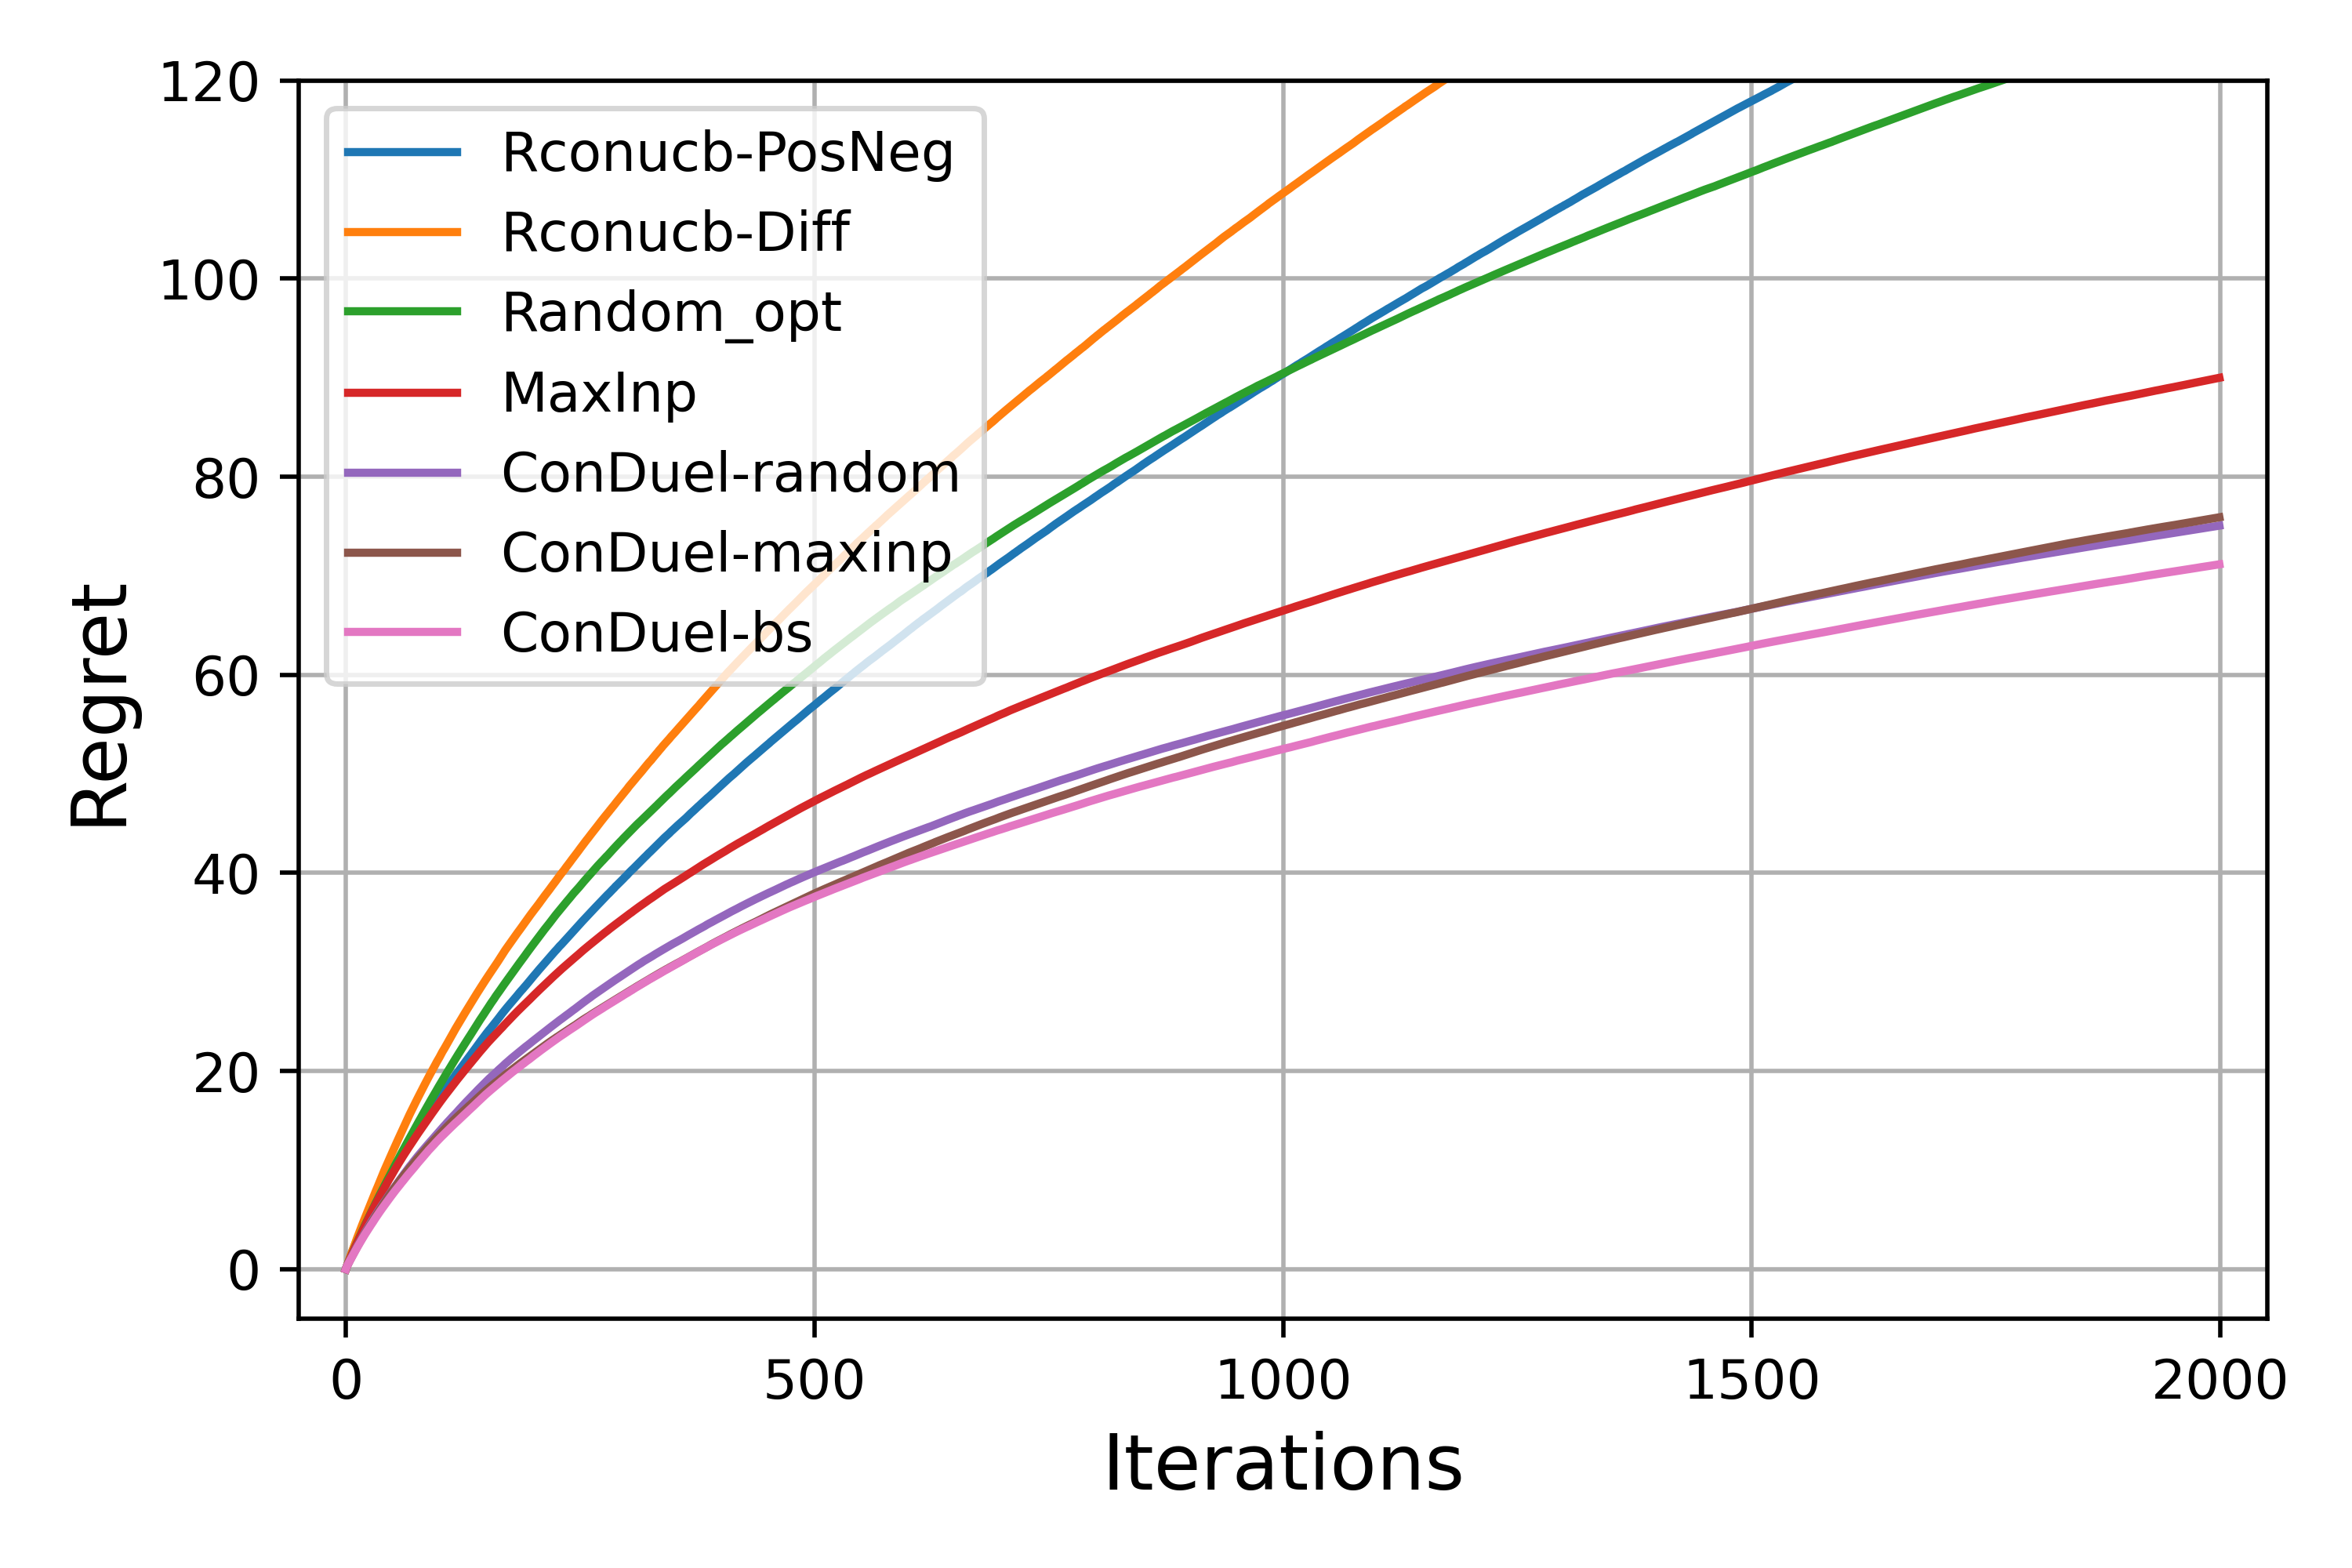 120
100
80
60
40
20
0
Regret
Rconucb-PosNeg
Rconucb-Diff
Random_opt
MaxInp
ConDuel-random
ConDuel-maxinp
ConDuel-bs
0 500 1000 1500 2000
Iterations